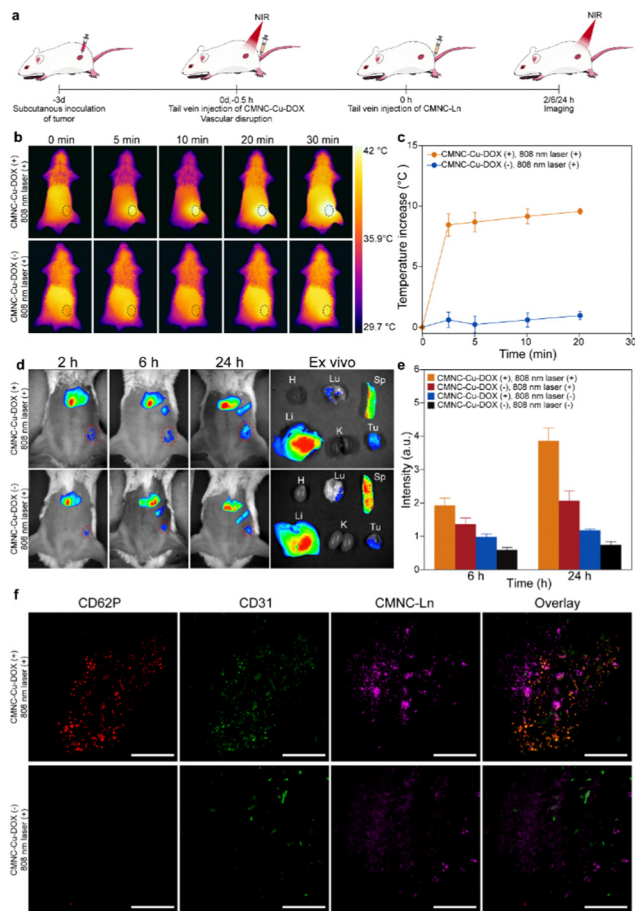 a
NIR
NIR
-3d
0d,-0.5 h
0 h
2/6/24 h
Subcutanous inoculation
of tumor
Tail vein injection of CMNC-Cu-DOX
Vascular disruption
Tail vein injection of CMNC-Ln
Imaging
b
0 min 5 min 10 min 20 min 30 min
CMNC-Cu-DOX (+)
808 nm laser (+)
CMNC-Cu-DOX (-)
808 nm laser (+)
42 °C
35.9°C
29.7 °C
c
CMNC-Cu-DOX (+), 808 nm laser (+)
CMNC-Cu-DOX (-), 808 nm laser (+)
Temperature increase (°C)
15
10
5
0
0 5 10 15 20
Time (min)
d
2 h 6 h 24 h Ex vivo
CMNC-Cu-DOX (+)
808 nm laser (+)
H Lu Sp
Li K Tu
CMNC-Cu-DOX (-)
808 nm laser (+)
H Lu Sp
Li K Tu
e
CMNC-Cu-DOX (+), 808 nm laser (+)
CMNC-Cu-DOX (-), 808 nm laser (+)
CMNC-Cu-DOX (+), 808 nm laser (-)
CMNC-Cu-DOX (-), 808 nm laser (-)
Intensity (a.u.)
6
5
4
3
2
1
0
6 h 24 h
Time (h)
f
CD62P CD31 CMNC-Ln Overlay
CMNC-Cu-DOX (+)
808 nm laser (+)
CMNC-Cu-DOX (-)
808 nm laser (+)